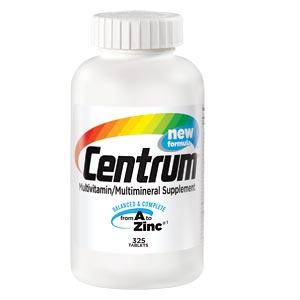 new
formula
Centrum
Multivitamin/Multimineral Supplement
BALANCED & COMPLETE
from A to
Zinc
325
TABLETS